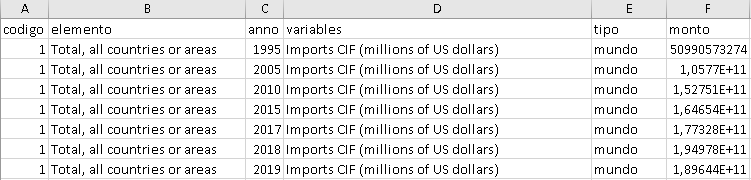 A B C D E F
codigo elemento anno variables tipo monto
1 Total, all countries or areas 1995 Imports CIF (millions of US dollars) mundo 50990573274
1 Total, all countries or areas 2005 Imports CIF (millions of US dollars) mundo 1,0577E+11
1 Total, all countries or areas 2010 Imports CIF (millions of US dollars) mundo 1,52751E+11
1 Total, all countries or areas 2015 Imports CIF (millions of US dollars) mundo 1,64654E+11
1 Total, all countries or areas 2017 Imports CIF (millions of US dollars) mundo 1,77328E+11
1 Total, all countries or areas 2018 Imports CIF (millions of US dollars) mundo 1,94978E+11
1 Total, all countries or areas 2019 Imports CIF (millions of US dollars) mundo 1,89644E+11